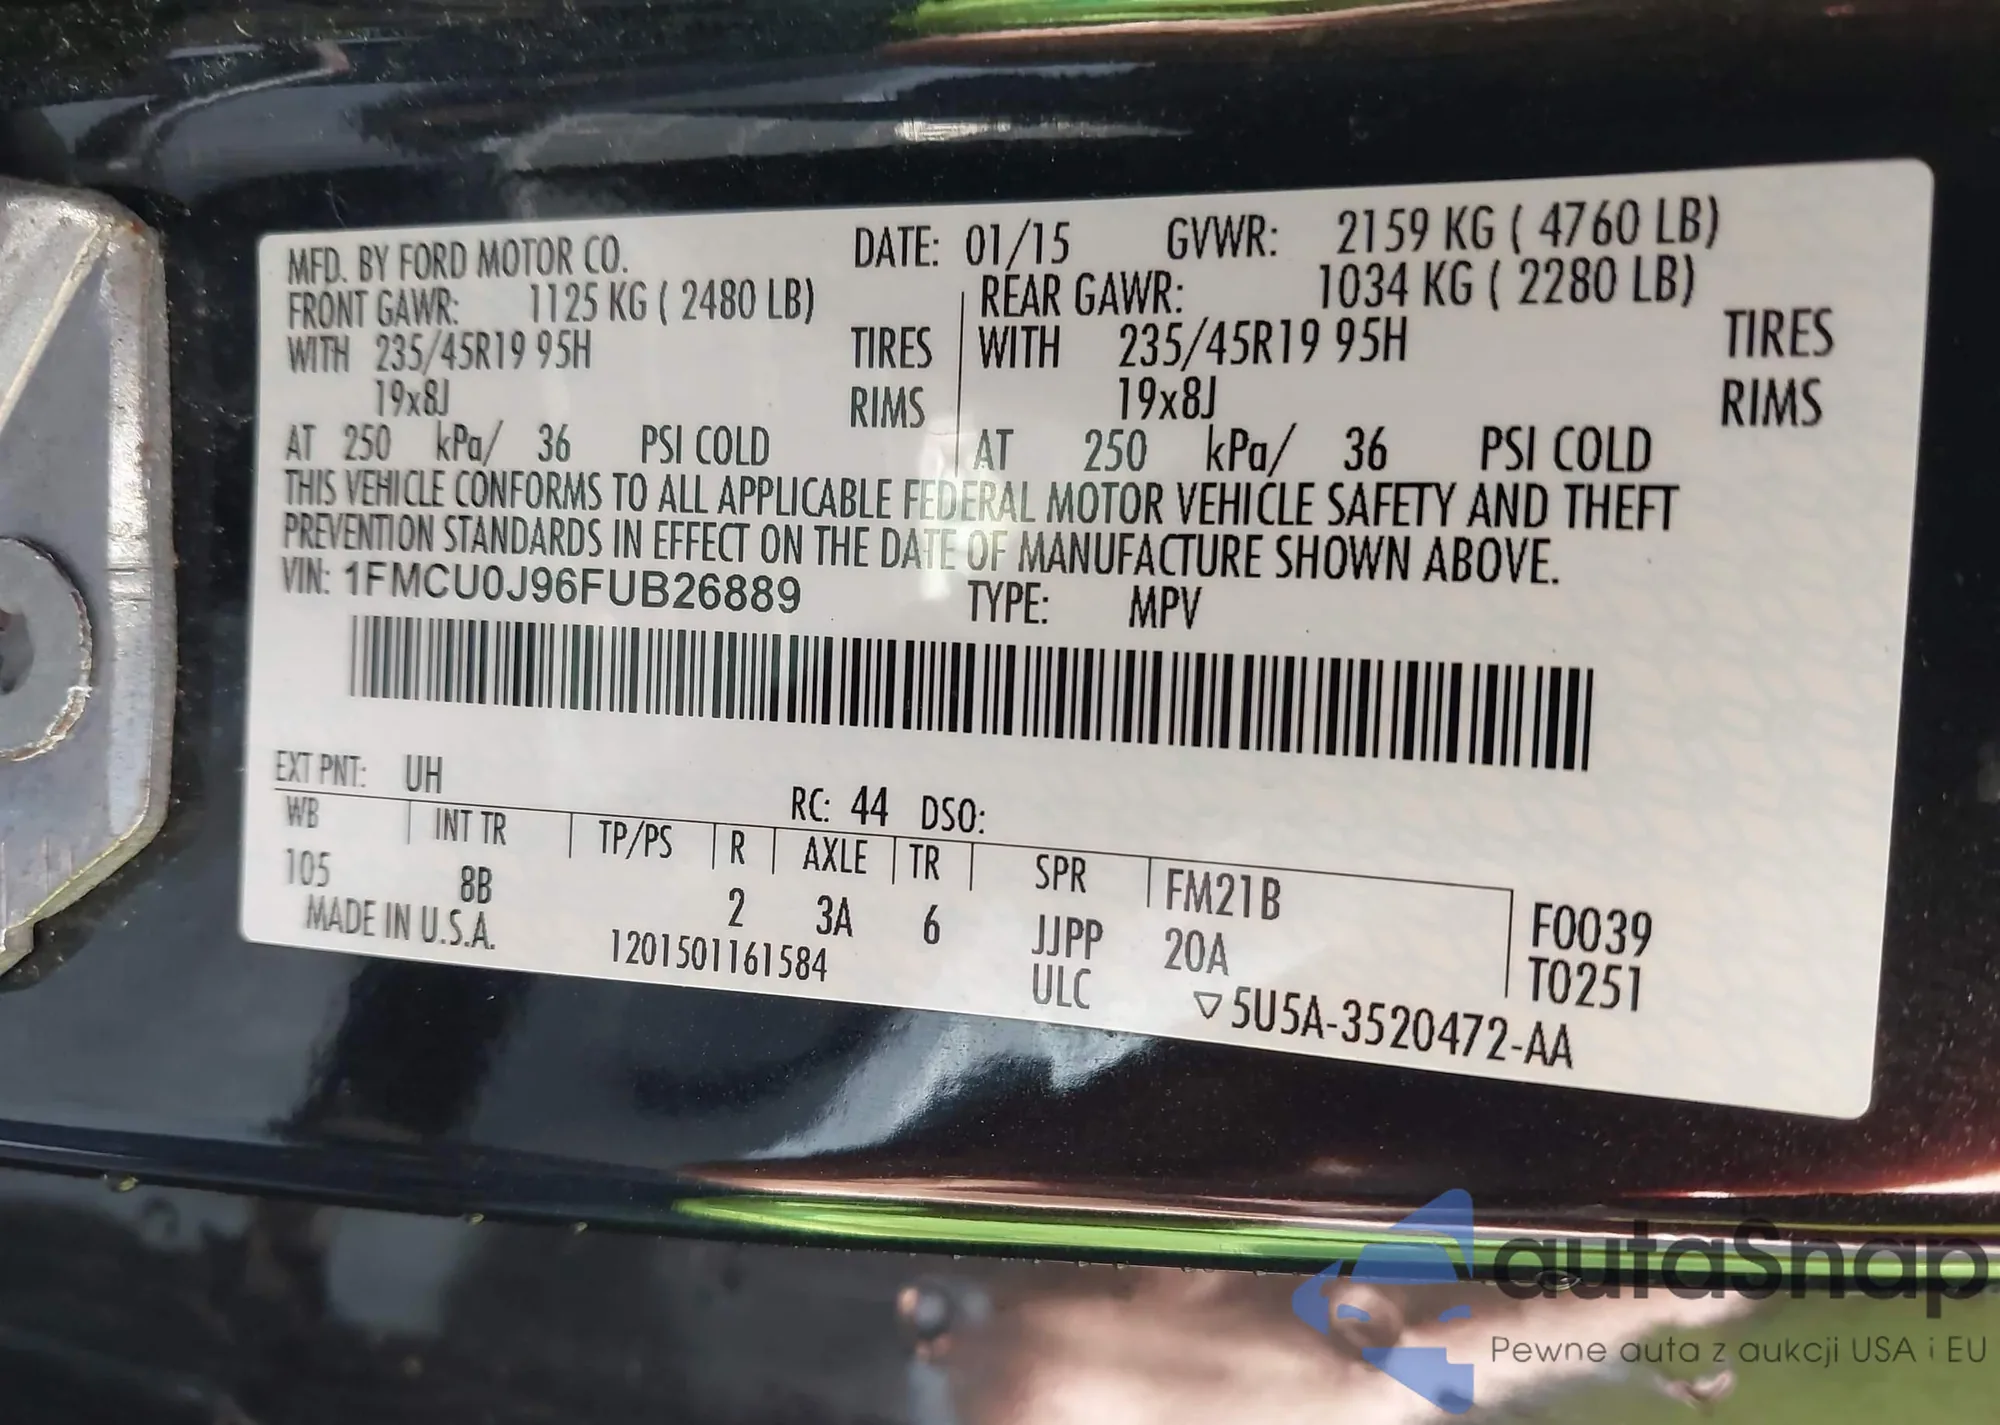 MFD. BY FORD MOTOR CO. DATE: 01/15 GVWR: 2159 KG ( 4760 LB)
FRONT GAWR: 1125 KG ( 2480 LB) REAR GAWR: 1034 KG ( 2280 LB)
WITH 235/45R19 95H TIRES WITH 235/45R19 95H TIRES
19x8J RIMS 19x8J RIMS
AT 250 kPa/ 36 PSI COLD AT 250 kPa/ 36 PSI COLD
THIS VEHICLE CONFORMS TO ALL APPLICABLE FEDERAL MOTOR VEHICLE SAFETY AND THEFT
PREVENTION STANDARDS IN EFFECT ON THE DATE OF MANUFACTURE SHOWN ABOVE.
VIN: 1FMCU0J96FUB26889 TYPE: MPV
EXT PNT: UH RC: 44 DSO:
WB INT TR TP/PS R AXLE TR SPR FM21B F0039
105 8B 2 3A 6 JJPP 20A T0251
MADE IN U.S.A. 1201501161584 ULC ▽5U5A-3520472-AA
autaSnap
Pewne auta z aukcji USA i EU